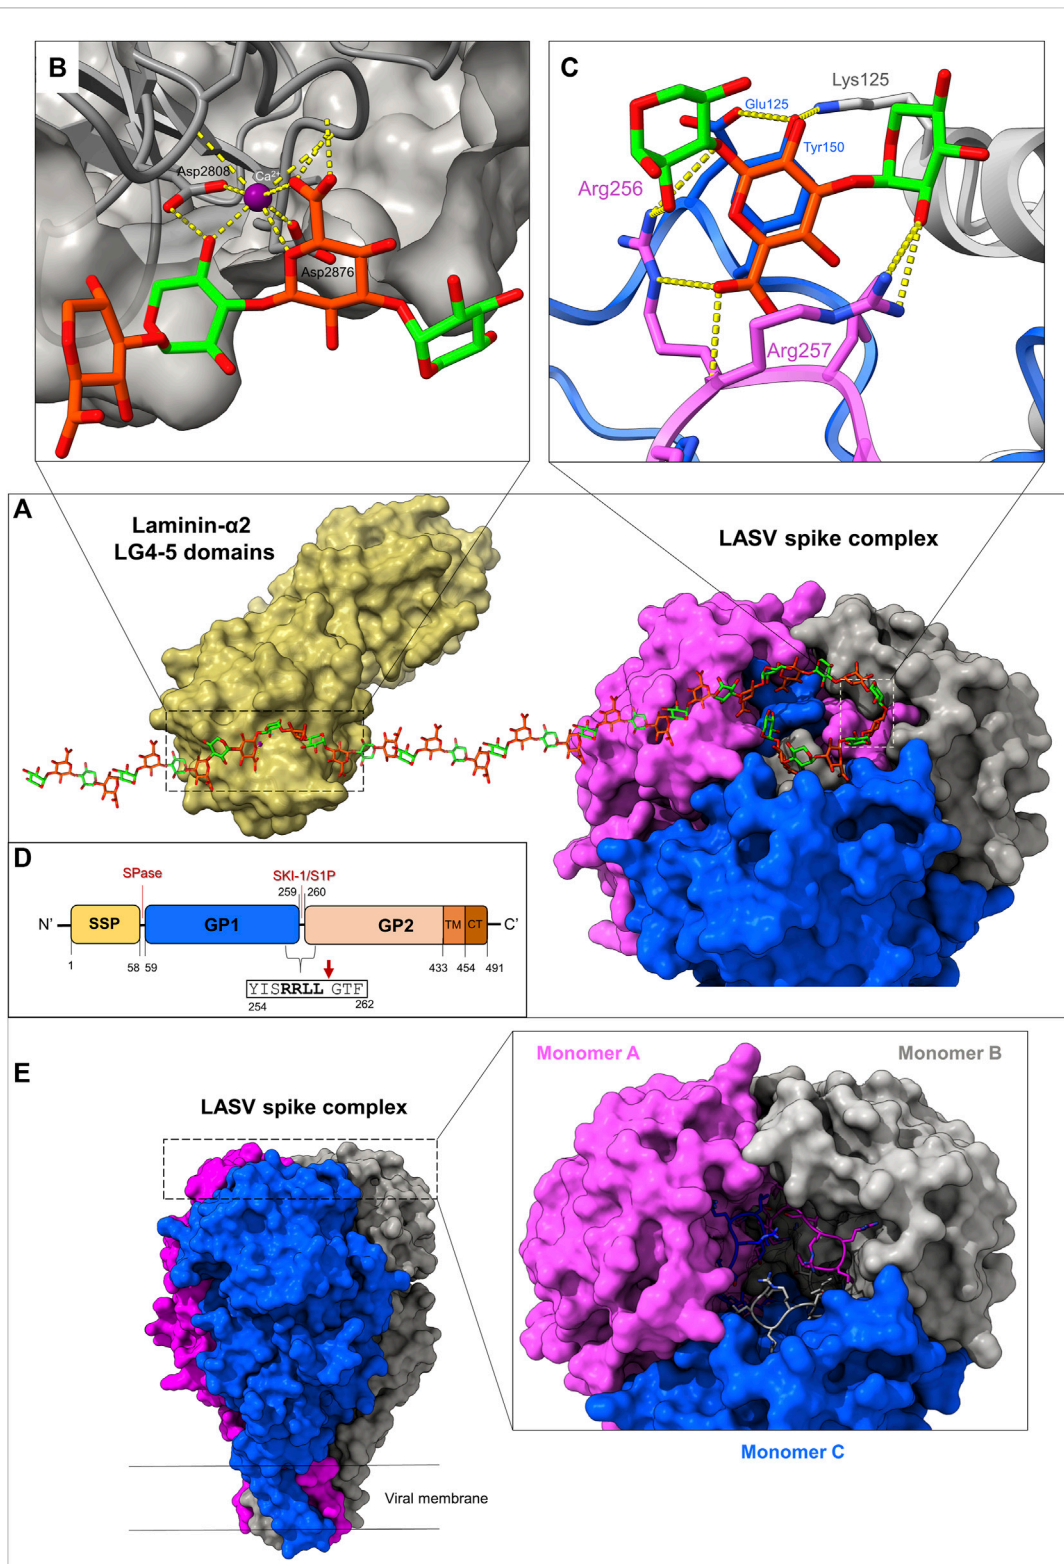 B
Asp2808
Ca2+
Asp2876
C
Lys125
Glu125
Tyr150
Arg256
Arg257
A
Laminin-α2
LG4-5 domains
LASV spike complex
D
SPase
SKI-1/S1P
259 260
N' SSP GP1 GP2 TM CT C'
1 58 59 433 454 491
YISRRLL GTF
254 262
E
LASV spike complex
Viral membrane
Monomer A
Monomer B
Monomer C